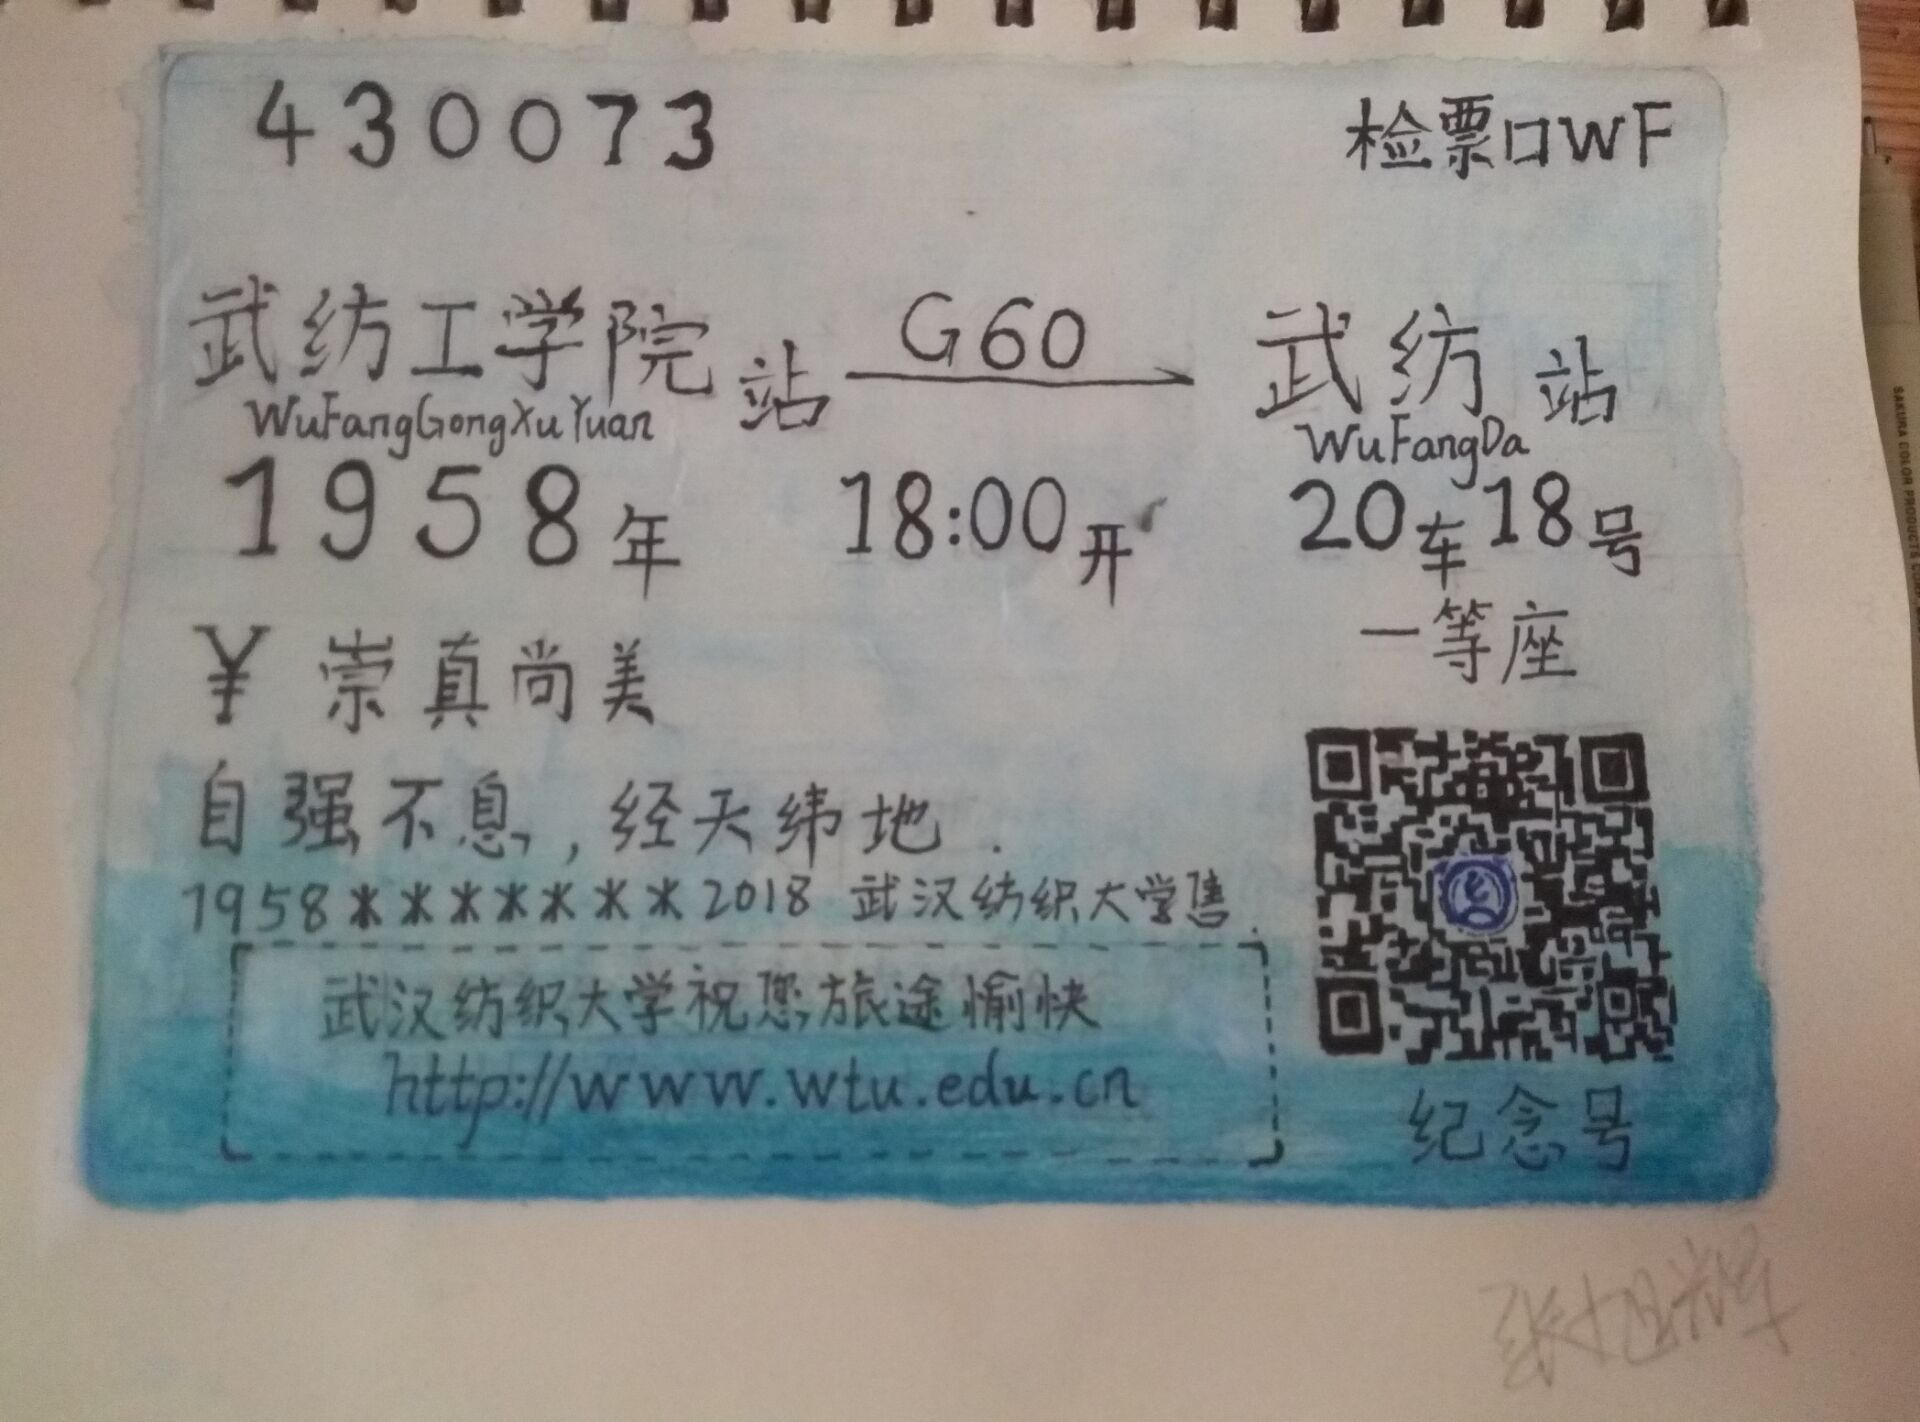 430073 检票口WF
武纺工学院站 G60 武纺站
WuFangGongXuYuan WuFangDa
1958年 18:00开 20车18号
一等座
¥ 崇真尚美
自强不息,经天纬地.
1958*******2018 武汉纺织大学售.
武汉纺织大学祝您旅途愉快
http://www.wtu.edu.cn
纪念号
SAKURA COLOR PRODUCTS